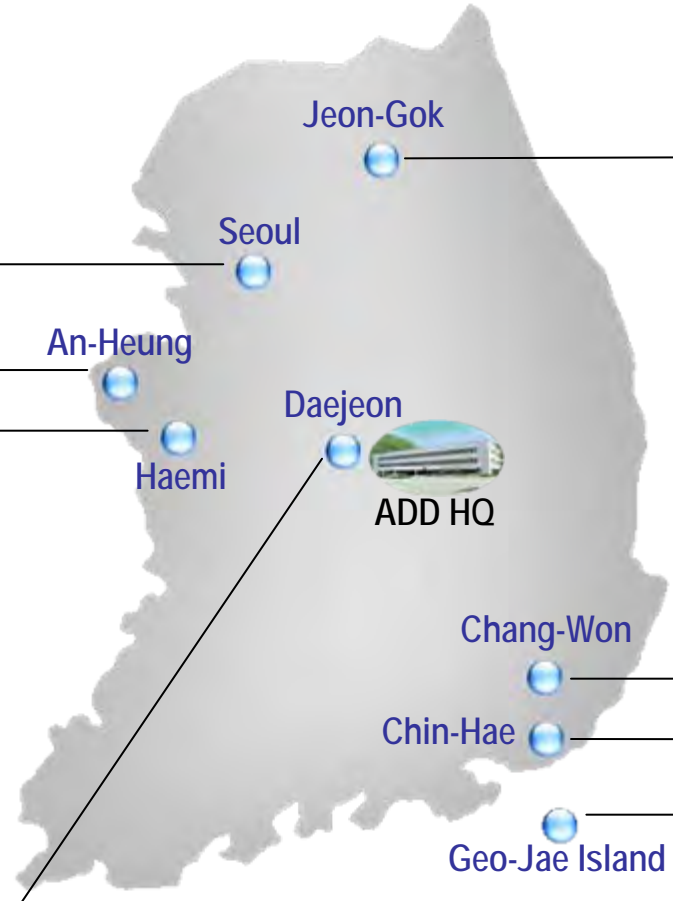 Jeon-Gok
Seoul
An-Heung
Daejeon
Haemi
ADD HQ
Chang-Won
Chin-Hae
Geo-Jae Island